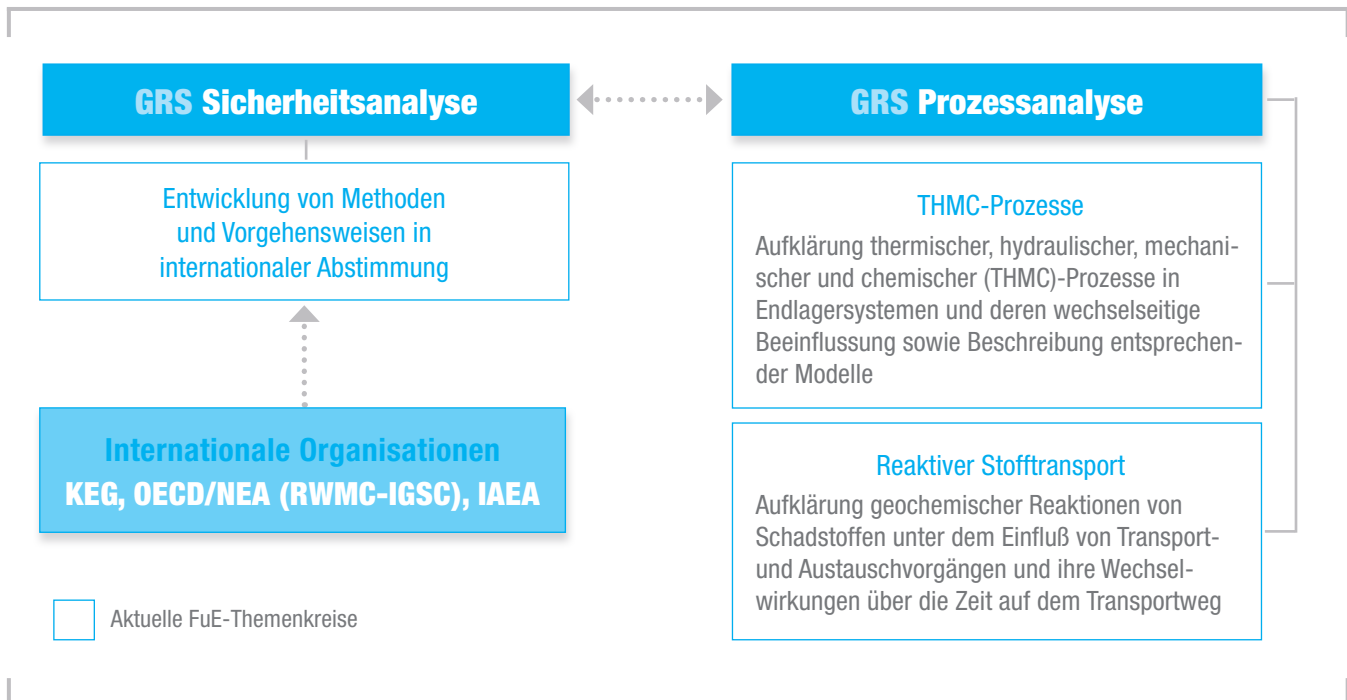 GRS Sicherheitsanalyse
Entwicklung von Methoden
und Vorgehensweisen in
internationaler Abstimmung
Internationale Organisationen
KEG, OECD/NEA (RWMC-IGSC), IAEA
Aktuelle FuE-Themenkreise
GRS Prozessanalyse
THMC-Prozesse
Aufklärung thermischer, hydraulischer, mechani-
scher und chemischer (THMC)-Prozesse in
Endlagersystemen und deren wechselseitige
Beeinflussung sowie Beschreibung entsprechen-
der Modelle
Reaktiver Stofftransport
Aufklärung geochemischer Reaktionen von
Schadstoffen unter dem Einfluß von Transport-
und Austauschvorgängen und ihre Wechsel-
wirkungen über die Zeit auf dem Transportweg